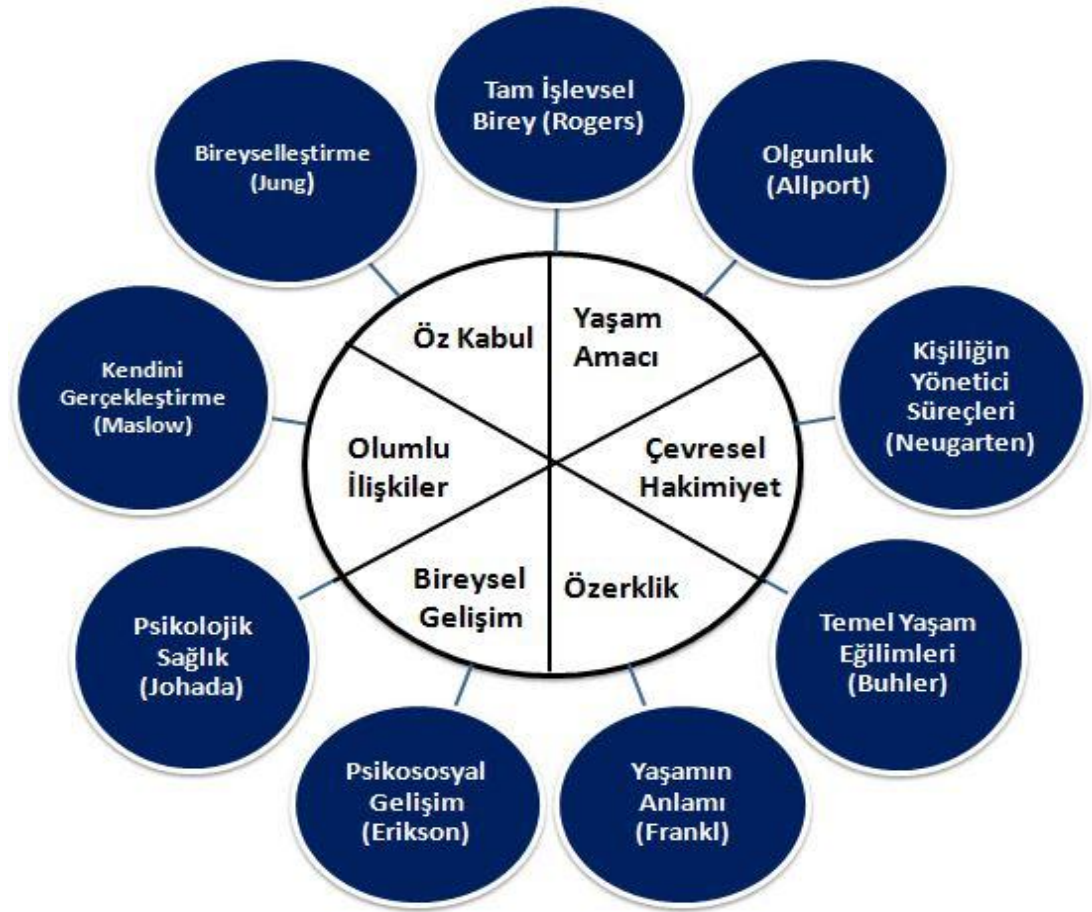 Tam İşlevsel
Birey (Rogers)
Olgunluk
(Allport)
Kişiliğin
Yönetici
Süreçleri
(Neugarten)
Temel Yaşam
Eğilimleri
(Buhler)
Yaşamın
Anlamı
(Frankl)
Psikososyal
Gelişim
(Erikson)
Psikolojik
Sağlık
(Johada)
Kendini
Gerçekleştirme
(Maslow)
Bireyselleştirme
(Jung)
Öz Kabul
Yaşam
Amacı
Çevresel
Hakimiyet
Özerklik
Bireysel
Gelişim
Olumlu
İlişkiler